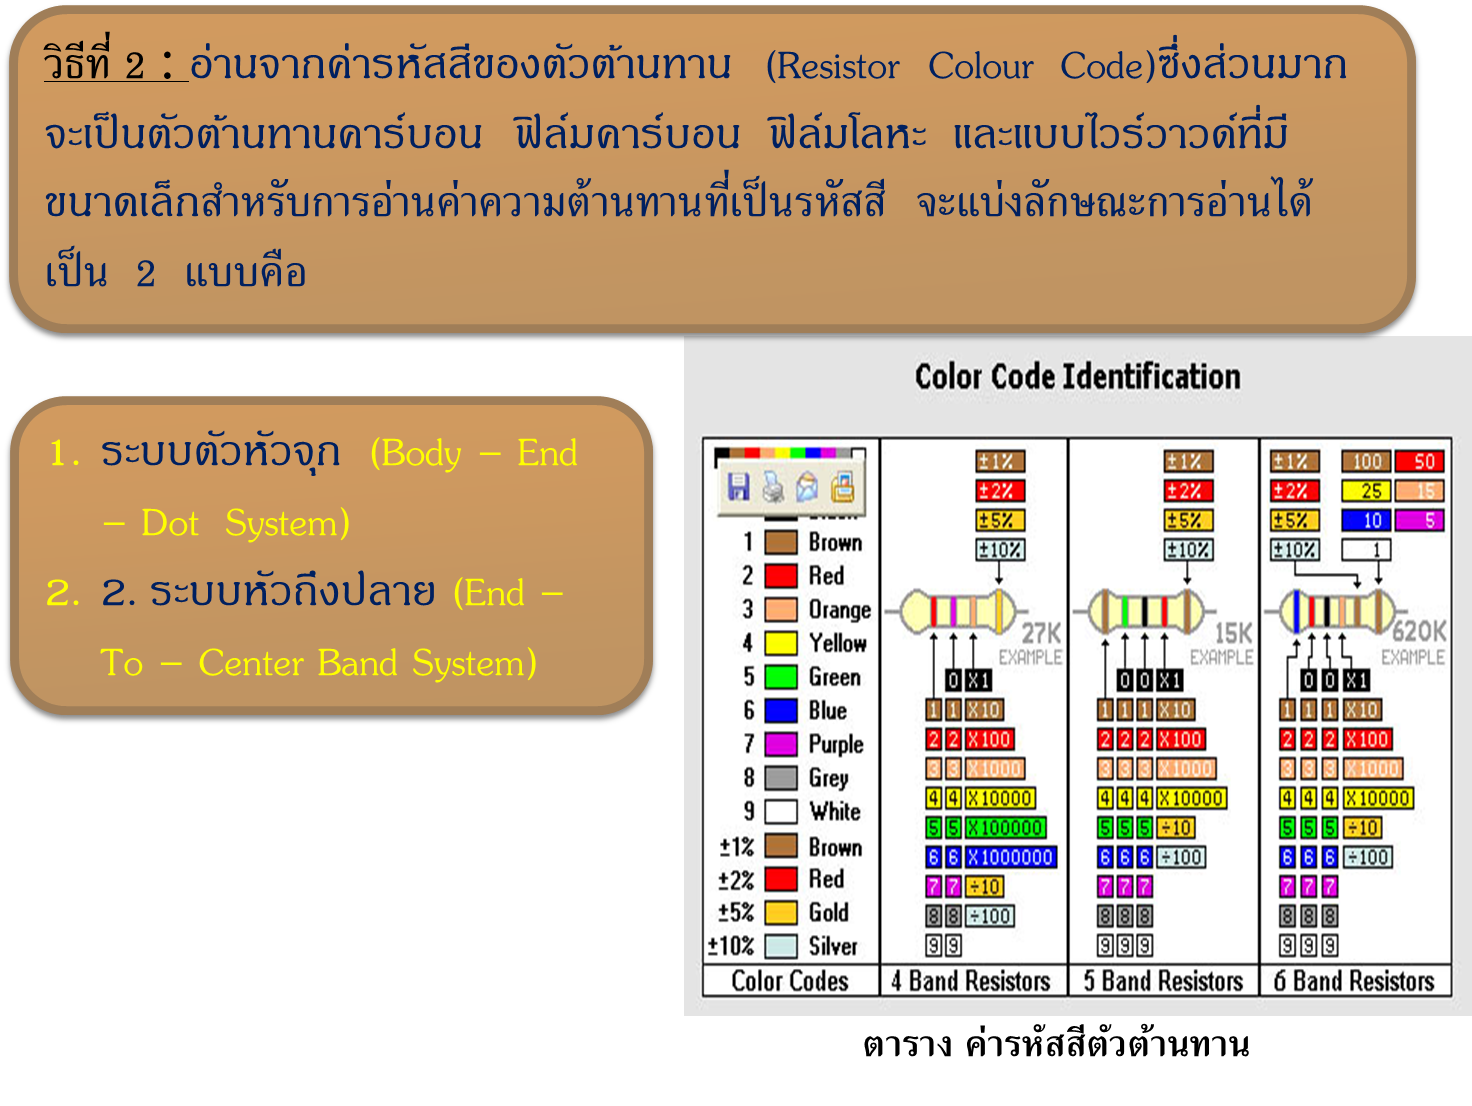 วิธีที่ 2 : อ่านจากค่ารหัสสีของตัวต้านทาน (Resistor Colour Code)ซึ่งส่วนมาก
จะเป็นตัวต้านทานคาร์บอน ฟิล์มคาร์บอน ฟิล์มโลหะ และแบบไวร์วาวด์ที่มี
ขนาดเล็กสำหรับการอ่านค่าความต้านทานที่เป็นรหัสสี จะแบ่งลักษณะการอ่านได้
เป็น 2 แบบคือ
1. ระบบตัวหัวจุก (Body – End
– Dot System)
2. 2. ระบบหัวถึงปลาย (End –
To – Center Band System)
Color Code Identification
1 Brown
2 Red
3 Orange
4 Yellow
5 Green
6 Blue
7 Purple
8 Grey
9 White
±1% Brown
±2% Red
±5% Gold
±10% Silver
Color Codes
±1%
±2%
±5%
±10%
27K
EXAMPLE
0 X1
1 1 X10
2 2 X100
3 3 X1000
4 4 X10000
5 5 X100000
6 6 X1000000
7 7 ÷10
8 8 ÷100
9 9
4 Band Resistors
±1%
±2%
±5%
±10%
15K
EXAMPLE
0 0 X1
1 1 1 X10
2 2 2 X100
3 3 3 X1000
4 4 4 X10000
5 5 5 ÷10
6 6 6 ÷100
7 7 7
8 8 8
9 9 9
5 Band Resistors
±1% 100 50
±2% 25 15
±5% 10 5
±10% 1
620K
EXAMPLE
0 0 X1
1 1 1 X10
2 2 2 X100
3 3 3 X1000
4 4 4 X10000
5 5 5 ÷10
6 6 6 ÷100
7 7 7
8 8 8
9 9 9
6 Band Resistors
ตาราง ค่ารหัสสีตัวต้านทาน